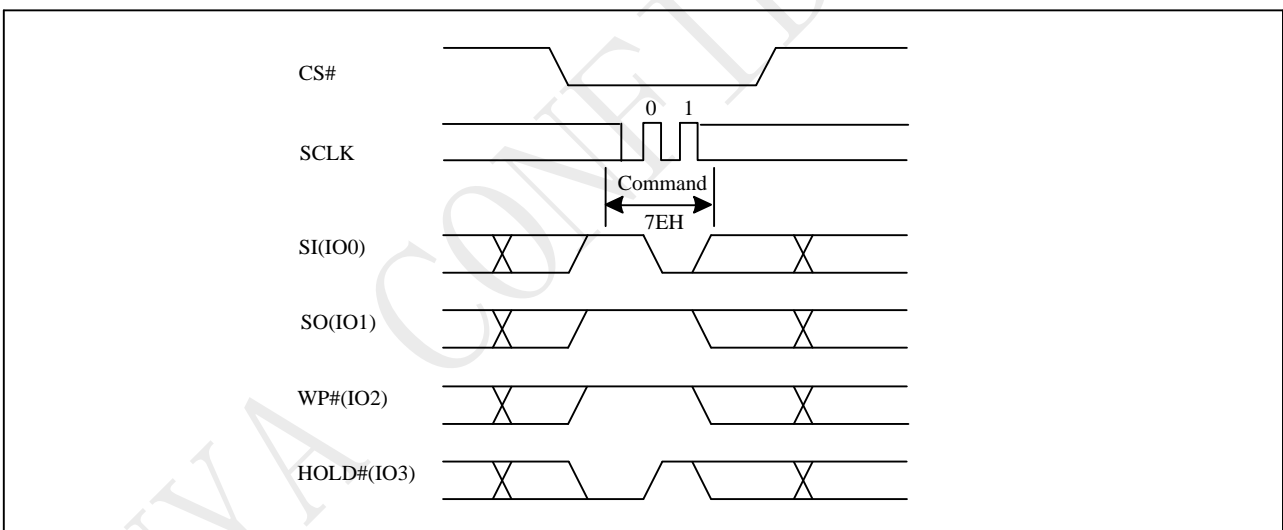 CS#
0 1
SCLK
Command
7EH
SI(IO0)
SO(IO1)
WP#(IO2)
HOLD#(IO3)